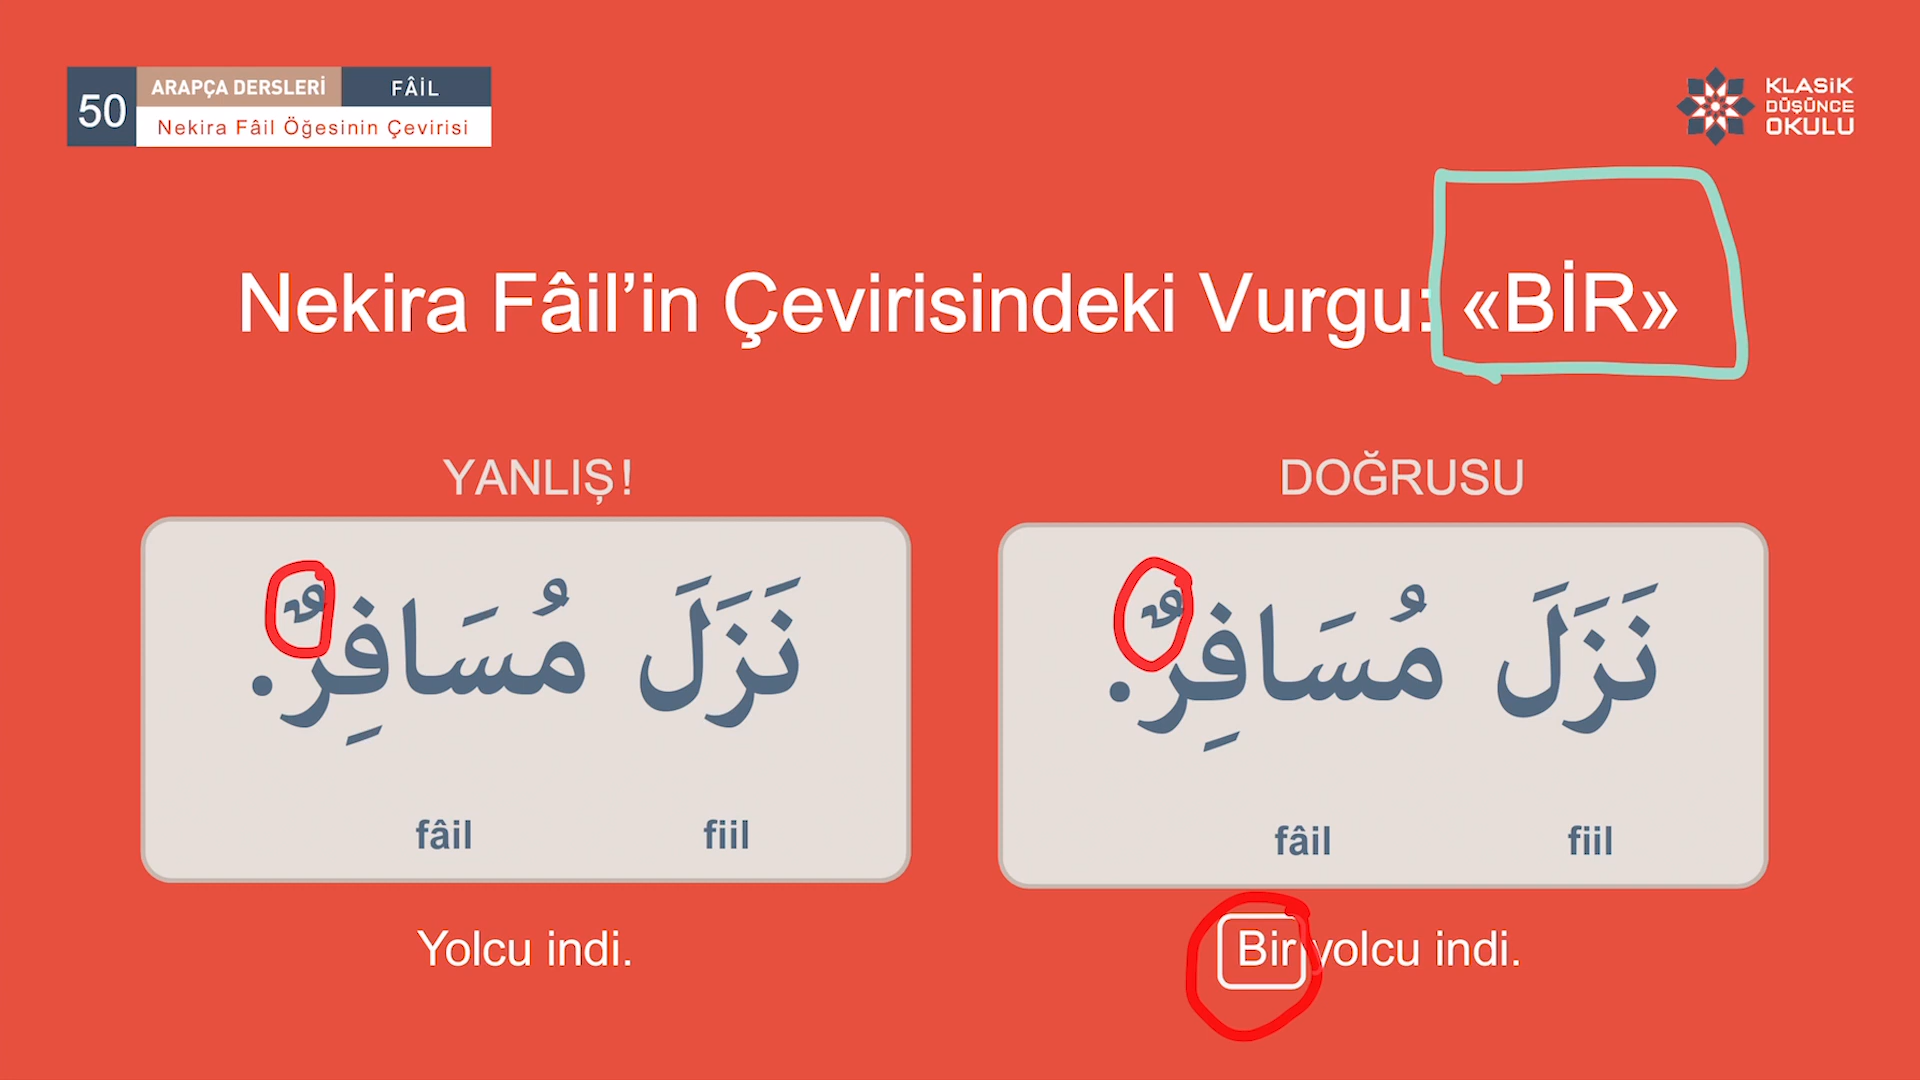 50
ARAPÇA DERSLERİ
FÂİL
Nekira Fâil Öğesinin Çevirisi
KLASİK
DÜŞÜNCE
OKULU
Nekira Fâil’in Çevirisindeki Vurgu: «BİR»
YANLIŞ!
نَزَلَ مُسَافِرٌ.
fâil fiil
Yolcu indi.
DOĞRUSU
نَزَلَ مُسَافِرٌ.
fâil fiil
Bir yolcu indi.